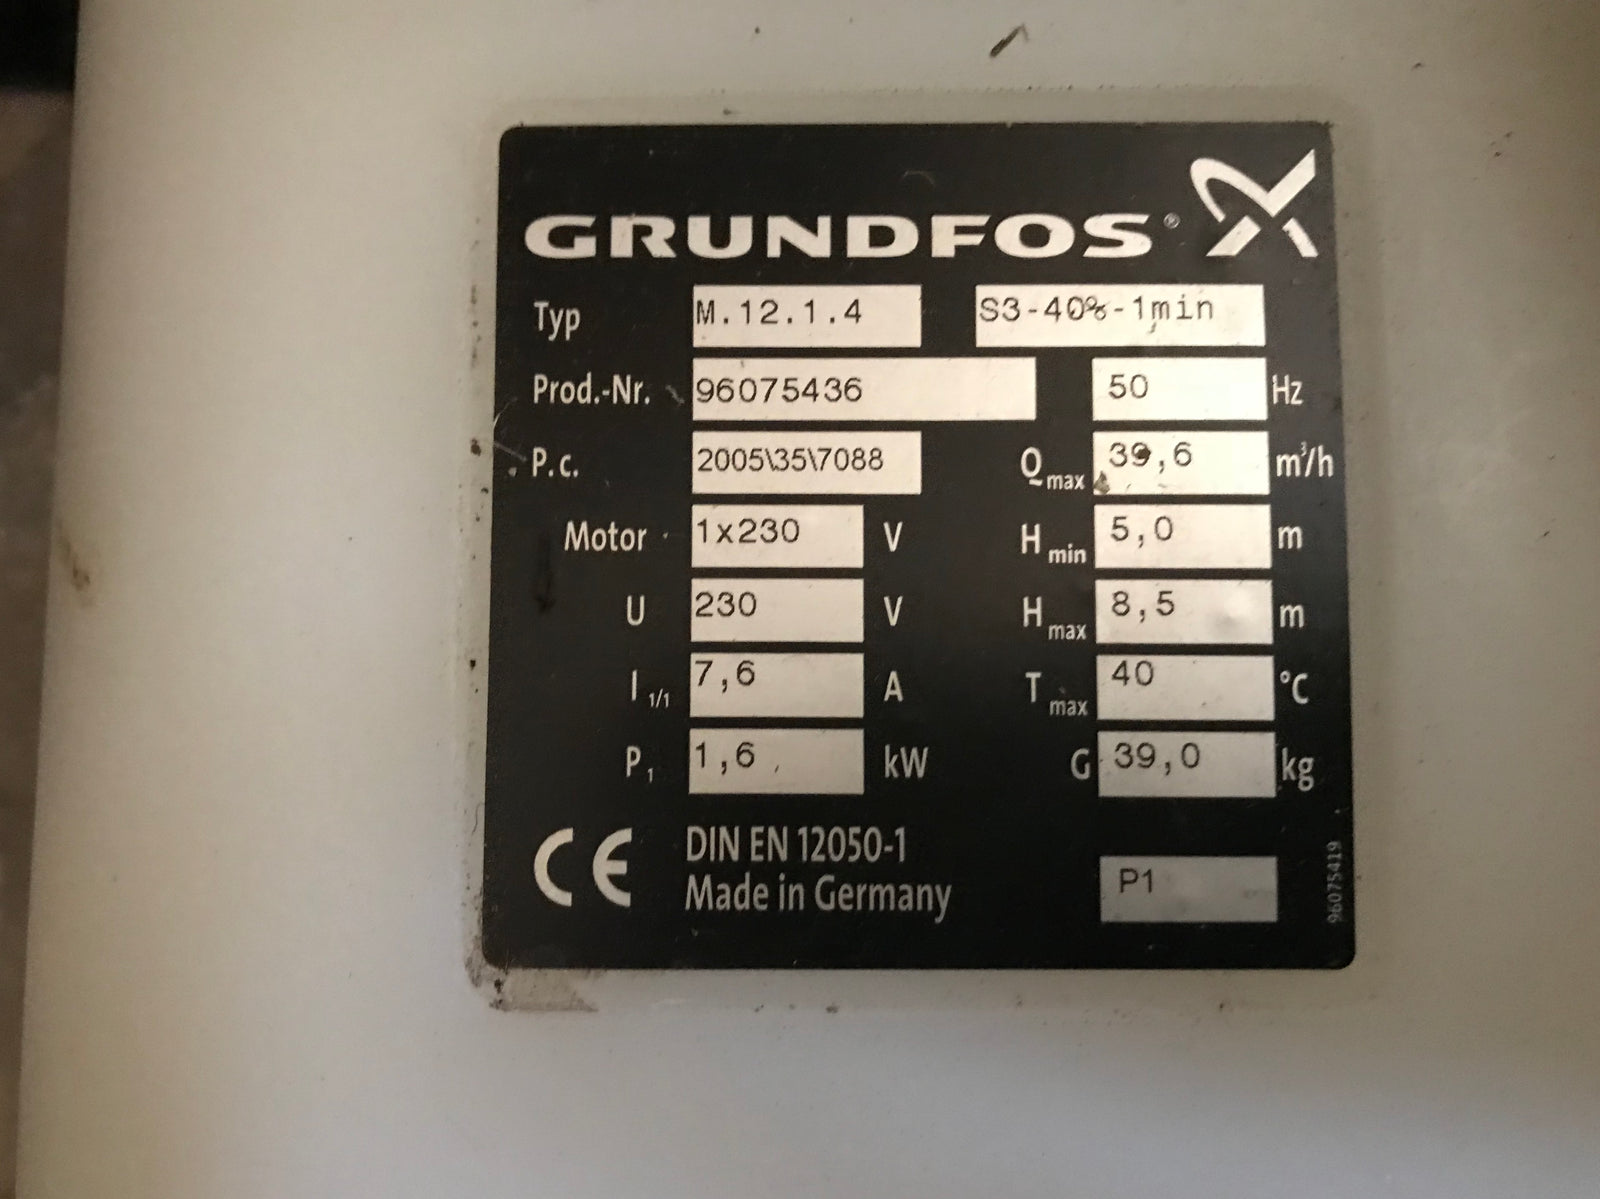 GRUNDFOS®
Typ M.12.1.4 S3-40%-1min
Prod.-Nr. 96075436 50 Hz
P.c. 2005\35\7088 Qmax 39,6 m³/h
Motor 1x230 V Hmin 5,0 m
U 230 V Hmax 8,5 m
I1/1 7,6 A Tmax 40 °C
P1 1,6 kW G 39,0 kg
CE DIN EN 12050-1
Made in Germany P1
96075419